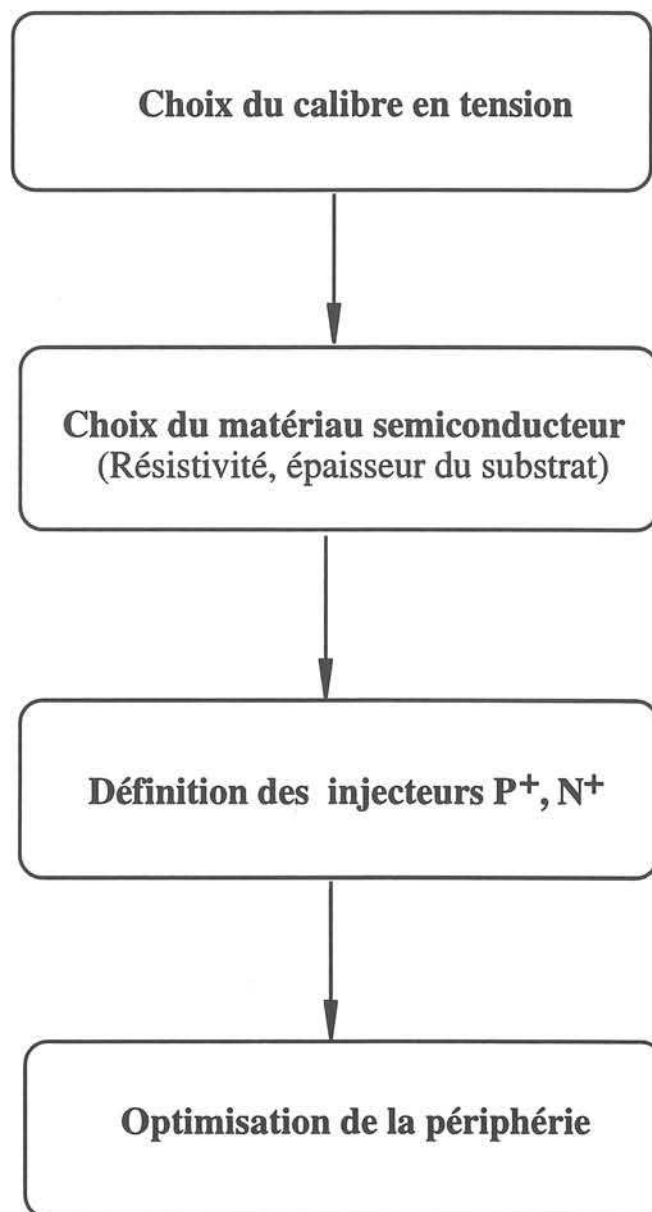 Choix du calibre en tension
Choix du matèriau semiconducteur
(Résistivité, épaisseur du substrat)
Définition des injecteurs P⁺, N⁺
Optimisation de la périphérie